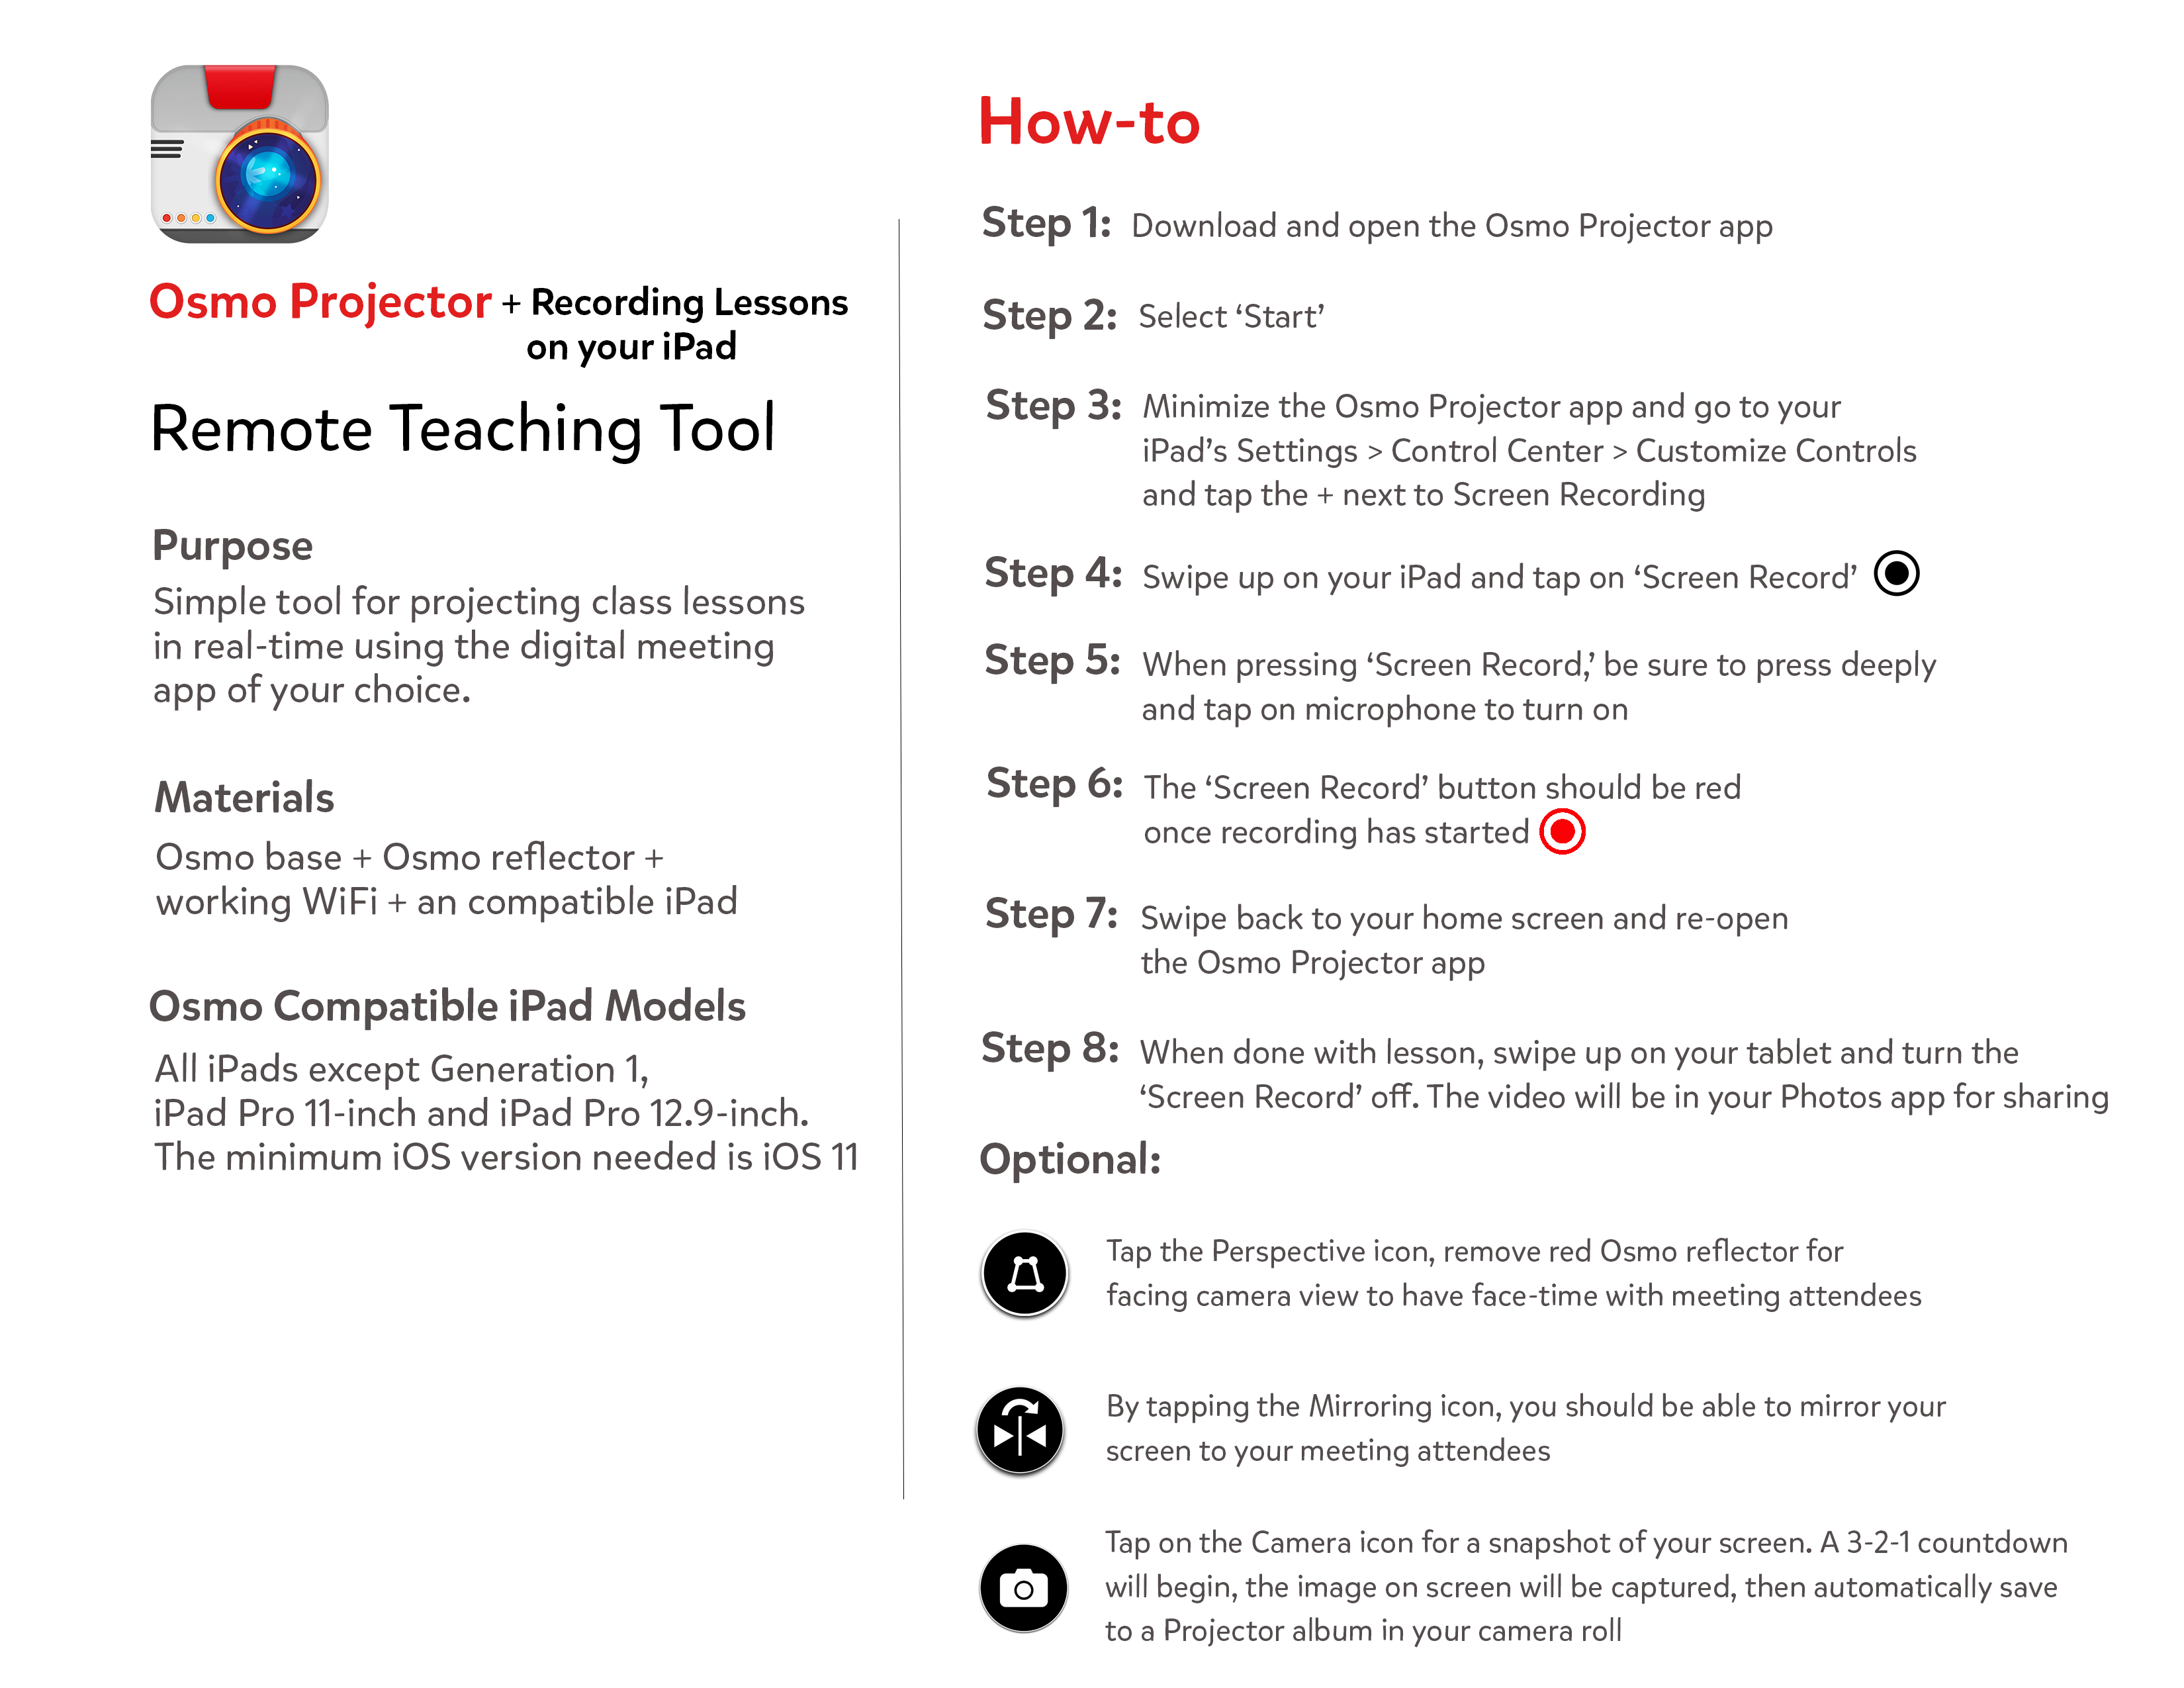 Osmo Projector + Recording Lessons
on your iPad
Remote Teaching Tool
Purpose
Simple tool for projecting class lessons
in real-time using the digital meeting
app of your choice.
Materials
Osmo base + Osmo reflector +
working WiFi + an compatible iPad
Osmo Compatible iPad Models
All iPads except Generation 1,
iPad Pro 11-inch and iPad Pro 12.9-inch.
The minimum iOS version needed is iOS 11
How-to
Step 1: Download and open the Osmo Projector app
Step 2: Select ‘Start’
Step 3: Minimize the Osmo Projector app and go to your
iPad’s Settings > Control Center > Customize Controls
and tap the + next to Screen Recording
Step 4: Swipe up on your iPad and tap on ‘Screen Record’
Step 5: When pressing ‘Screen Record,’ be sure to press deeply
and tap on microphone to turn on
Step 6: The ‘Screen Record’ button should be red
once recording has started
Step 7: Swipe back to your home screen and re-open
the Osmo Projector app
Step 8: When done with lesson, swipe up on your tablet and turn the
‘Screen Record’ off. The video will be in your Photos app for sharing
Optional:
Tap the Perspective icon, remove red Osmo reflector for
facing camera view to have face-time with meeting attendees
By tapping the Mirroring icon, you should be able to mirror your
screen to your meeting attendees
Tap on the Camera icon for a snapshot of your screen. A 3-2-1 countdown
will begin, the image on screen will be captured, then automatically save
to a Projector album in your camera roll